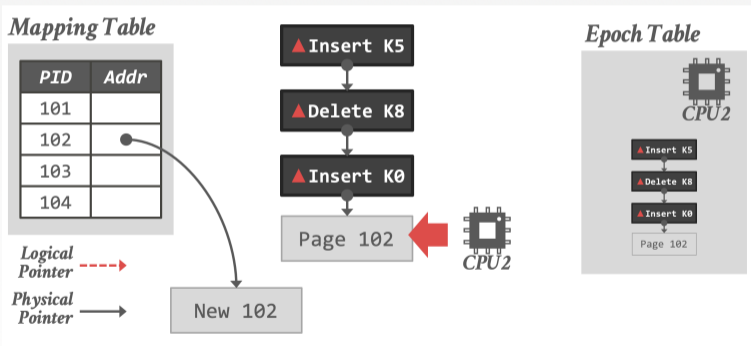 Mapping Table
PID Addr
101
102
103
104
Logical
Pointer
Physical
Pointer
▲Insert K5
▲Delete K8
▲Insert K0
Page 102
New 102
CPU2
Epoch Table
CPU2
▲Insert K5
▲Delete K8
▲Insert K0
Page 102